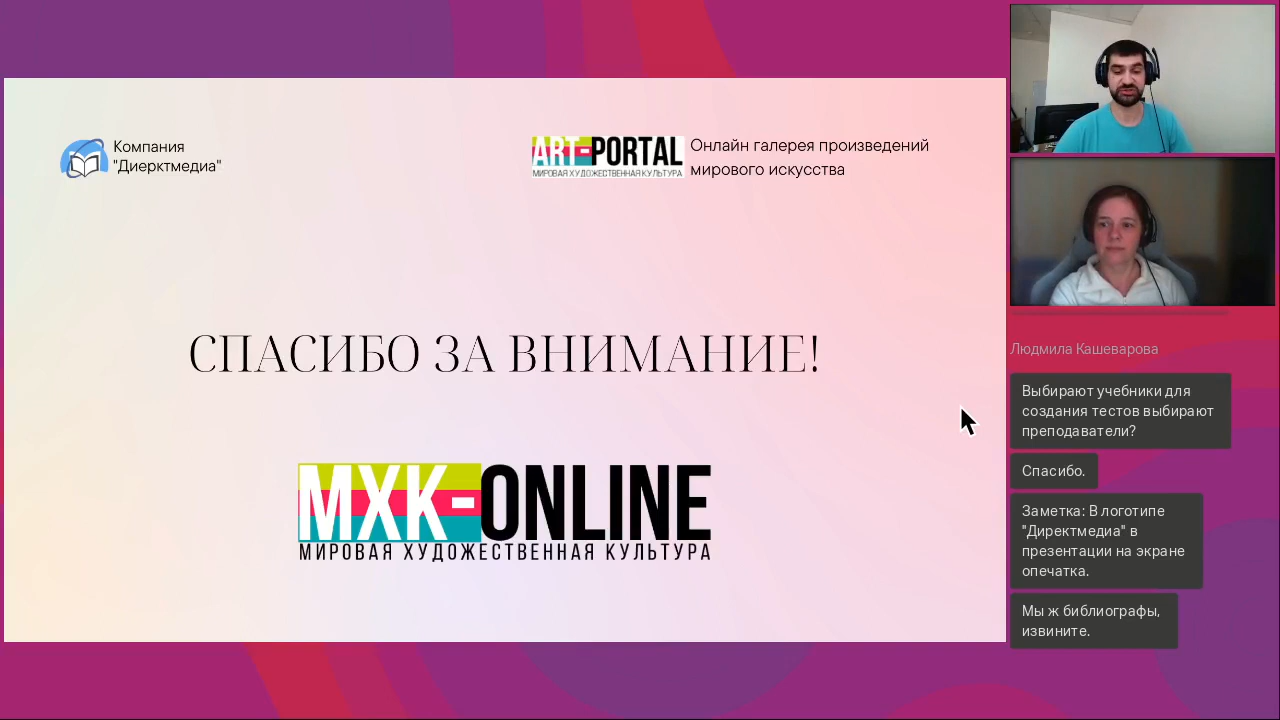 Компания
"Диерктмедиа"
ART-PORTAL
МИРОВАЯ ХУДОЖЕСТВЕННАЯ КУЛЬТУРА
Онлайн галерея произведений
мирового искусства
СПАСИБО ЗА ВНИМАНИЕ!
МХК-ONLINE
МИРОВАЯ ХУДОЖЕСТВЕННАЯ КУЛЬТУРА
Людмила Кашеварова
Выбирают учебники для
создания тестов выбирают
преподаватели?
Спасибо.
Заметка: В логотипе
"Директмедиа" в
презентации на экране
опечатка.
Мы ж библиографы,
извините.